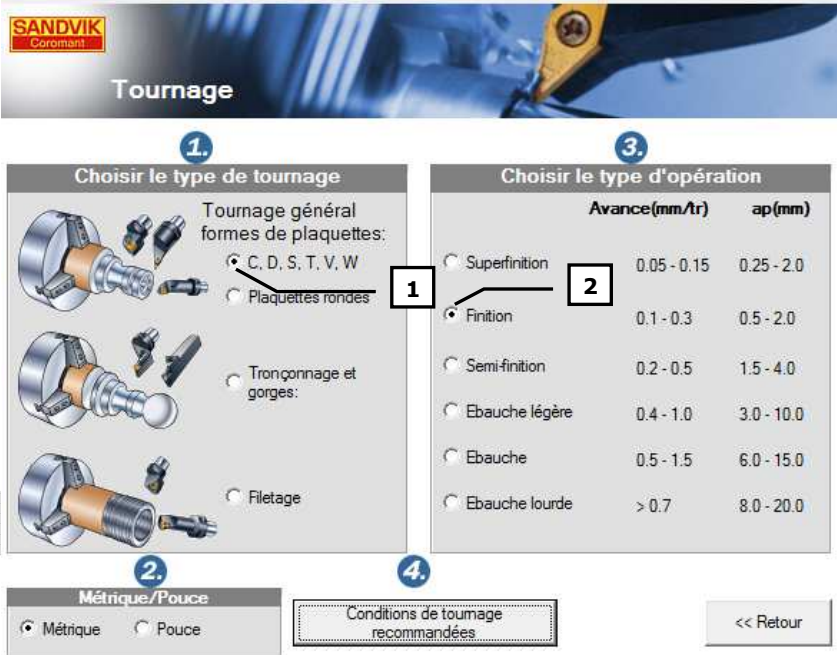 SANDVIK
Coromant
Tournage
1.
Choisir le type de tournage
Tournage général
formes de plaquettes:
C, D, S, T, V, W
1
Plaquettes rondes
Tronçonnage et
gorges:
Filetage
3.
Choisir le type d'opération
Avance(mm/tr) ap(mm)
Superfinition 0.05 - 0.15 0.25 - 2.0
2
Finition 0.1 - 0.3 0.5 - 2.0
Semi-finition 0.2 - 0.5 1.5 - 4.0
Ebauche légère 0.4 - 1.0 3.0 - 10.0
Ebauche 0.5 - 1.5 6.0 - 15.0
Ebauche lourde > 0.7 8.0 - 20.0
2.
Métrique/Pouce
Métrique Pouce
4.
Conditions de tournage
recommandées
<< Retour